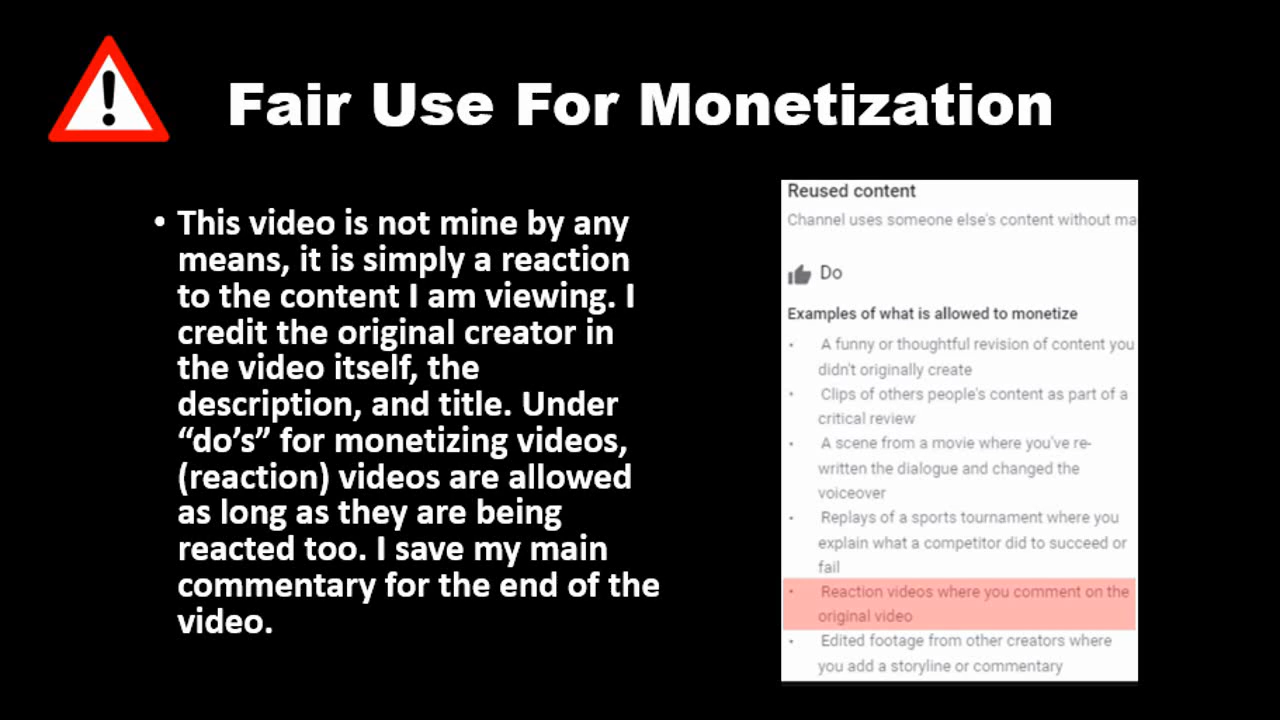 Fair Use For Monetization
• This video is not mine by any
means, it is simply a reaction
to the content I am viewing. I
credit the original creator in
the video itself, the
description, and title. Under
“do’s” for monetizing videos,
(reaction) videos are allowed
as long as they are being
reacted too. I save my main
commentary for the end of the
video.
Reused content
Channel uses someone else's content without ma
Do
Examples of what is allowed to monetize
• A funny or thoughtful revision of content you
didn't originally create
• Clips of others people's content as part of a
critical review
• A scene from a movie where you've re-
written the dialogue and changed the
voiceover
• Replays of a sports tournament where you
explain what a competitor did to succeed or
fail
• Reaction videos where you comment on the
original video
• Edited footage from other creators where
you add a storyline or commentary